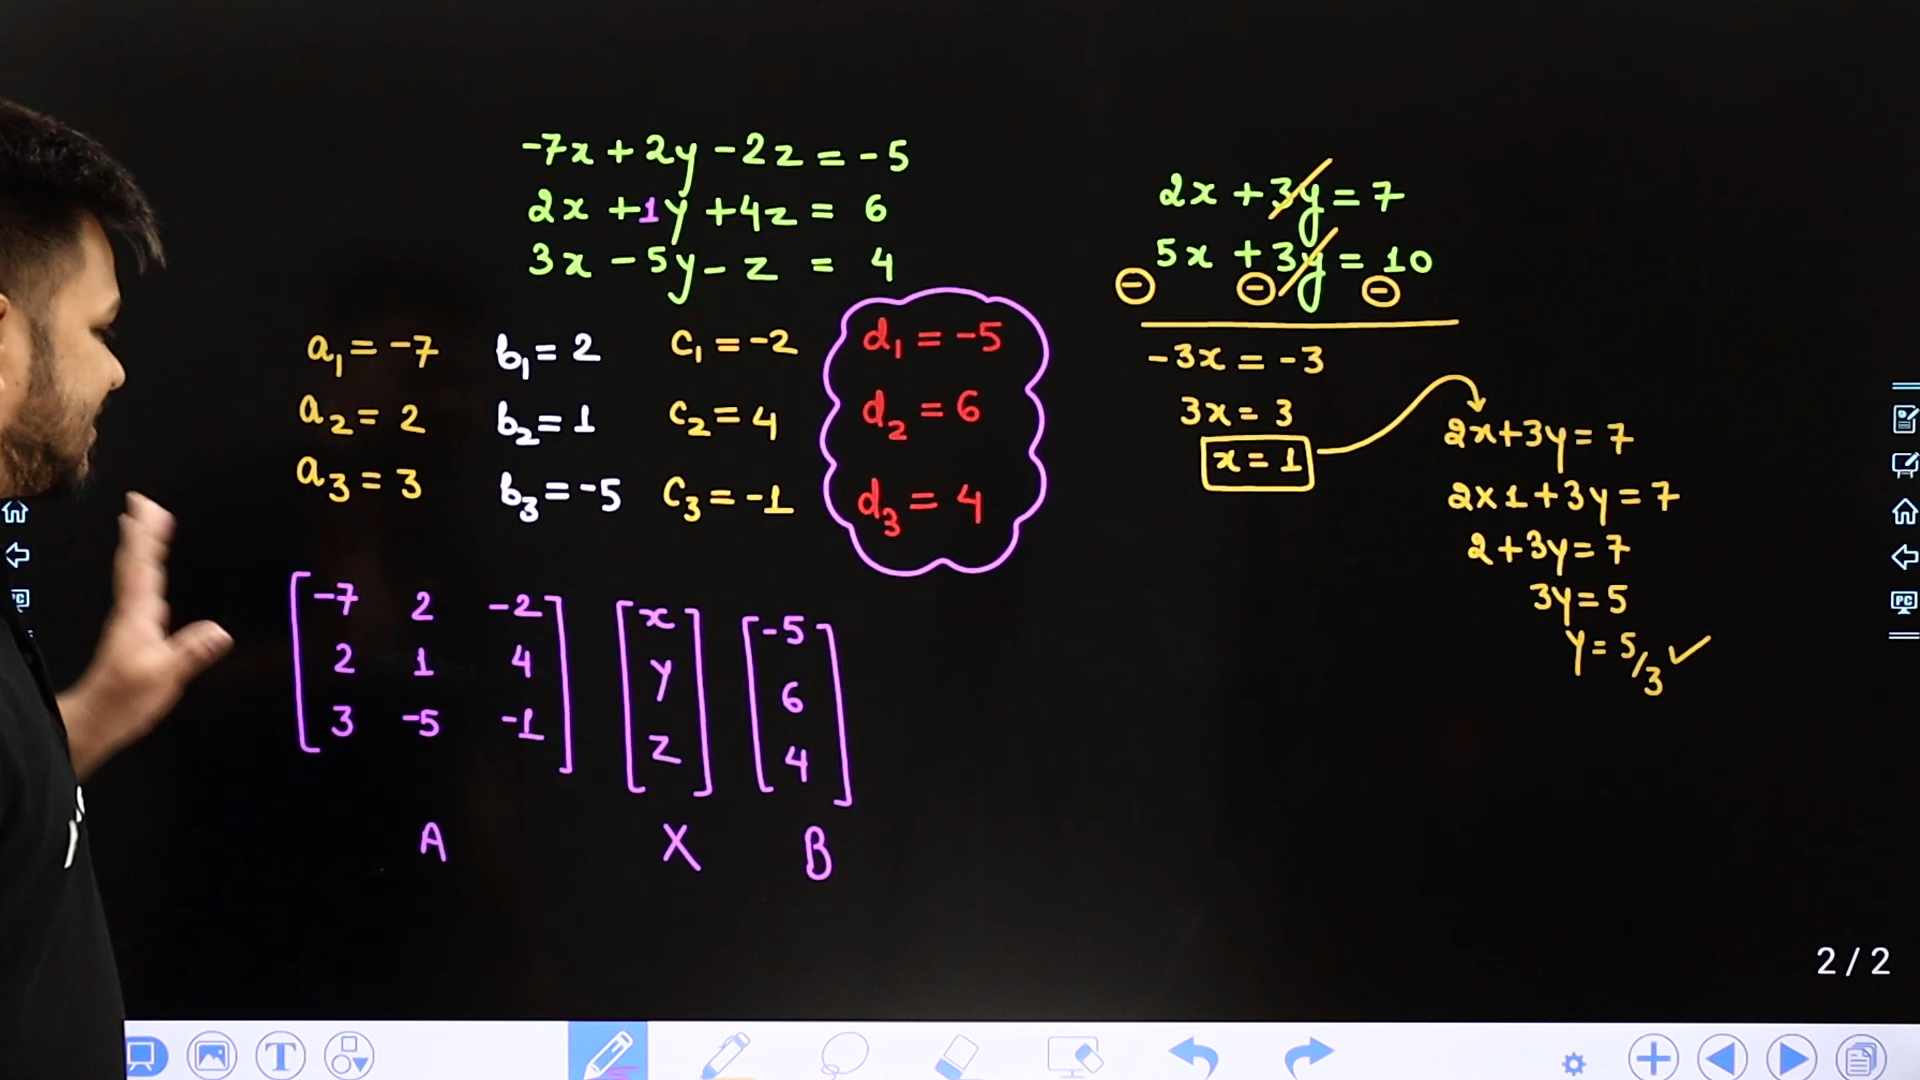 -7x + 2y - 2z = -5
2x + 1y + 4z = 6
3x - 5y - z = 4
a₁ = -7 b₁ = 2 c₁ = -2 d₁ = -5
a₂ = 2 b₂ = 1 c₂ = 4 d₂ = 6
a₃ = 3 b₃ = -5 c₃ = -1 d₃ = 4
-7 2 -2 x -5
2 1 4 y 6
3 -5 -1 z 4
A X B
2x + 3y = 7
5x + 3y = 10
- - -
-3x = -3
3x = 3
x = 1
2x + 3y = 7
2x1 + 3y = 7
2 + 3y = 7
3y = 5
y = 5/3 ✓
2 / 2
PC
PC
T